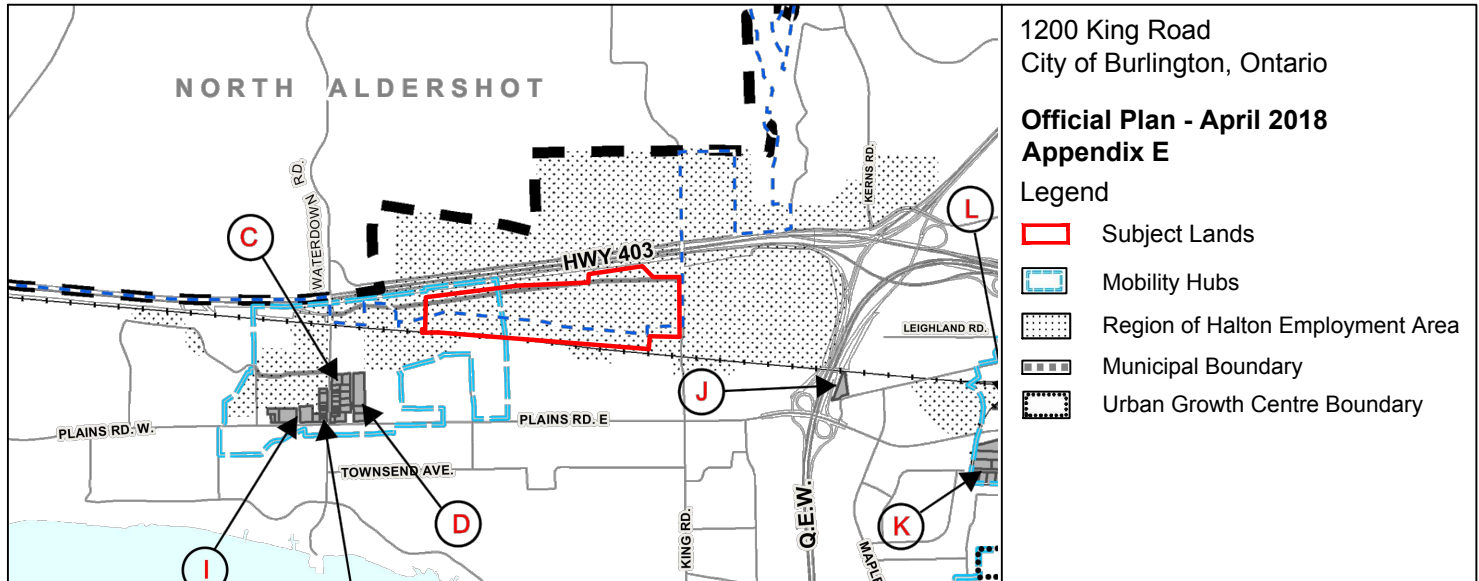 1200 King Road
City of Burlington, Ontario
Official Plan - April 2018
Appendix E
Legend
Subject Lands
Mobility Hubs
Region of Halton Employment Area
Municipal Boundary
Urban Growth Centre Boundary
NORTH ALDERSHOT
WATERDOWN RD.
KERNS RD.
HWY 403
C
L
LEIGHLAND RD.
J
PLAINS RD. W.
PLAINS RD. E
TOWNSEND AVE.
D
I
KING RD.
Q.E.W.
K
MAPLE